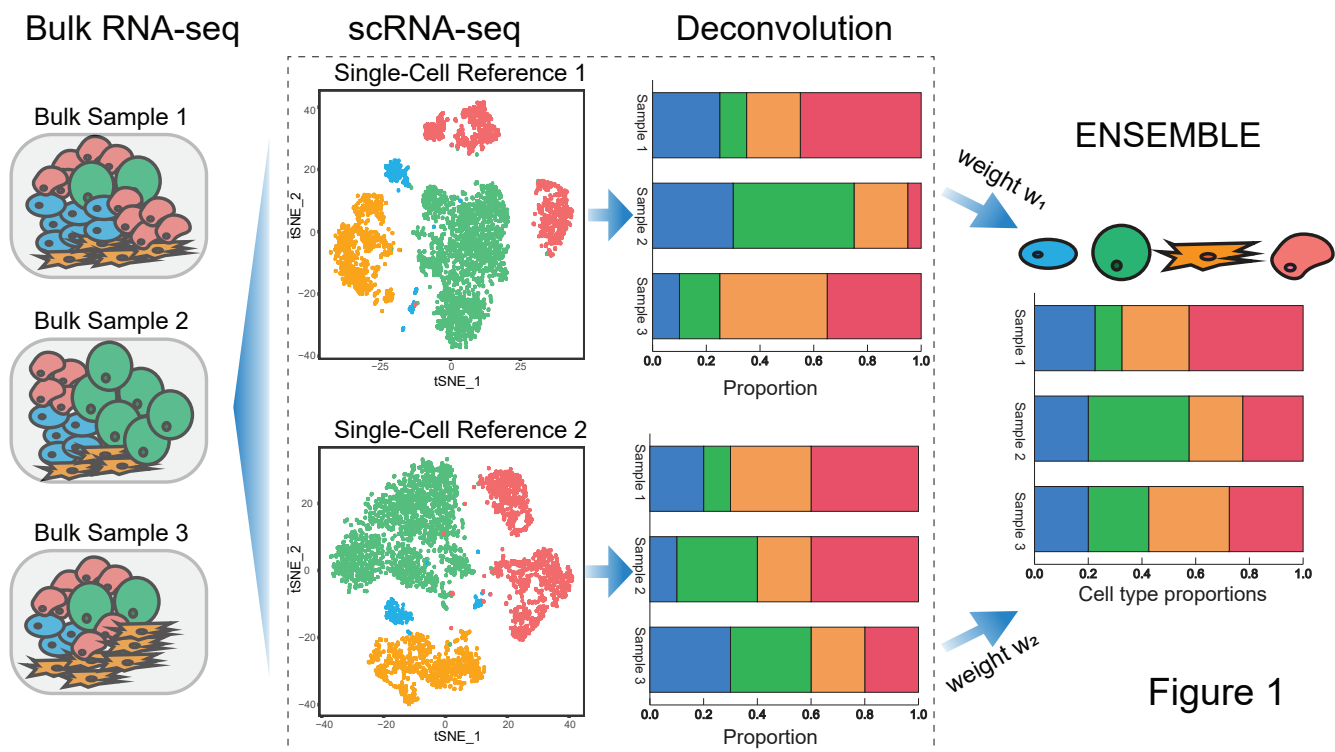 Bulk RNA-seq
scRNA-seq
Deconvolution
Bulk Sample 1
Bulk Sample 2
Bulk Sample 3
Single-Cell Reference 1
40
20
0
−20
−40
tSNE_2
−25
0
25
tSNE_1
Single-Cell Reference 2
20
0
−20
−40
tSNE_2
−40
−20
0
20
40
tSNE_1
Sample 1
Sample 2
Sample 3
0.0
0.2
0.4
0.6
0.8
1.0
Proportion
Sample 1
Sample 2
Sample 3
0.0
0.2
0.4
0.6
0.8
1.0
Proportion
weight w₁
weight w₂
ENSEMBLE
Sample 1
Sample 2
Sample 3
0.0
0.2
0.4
0.6
0.8
1.0
Cell type proportions
Figure 1